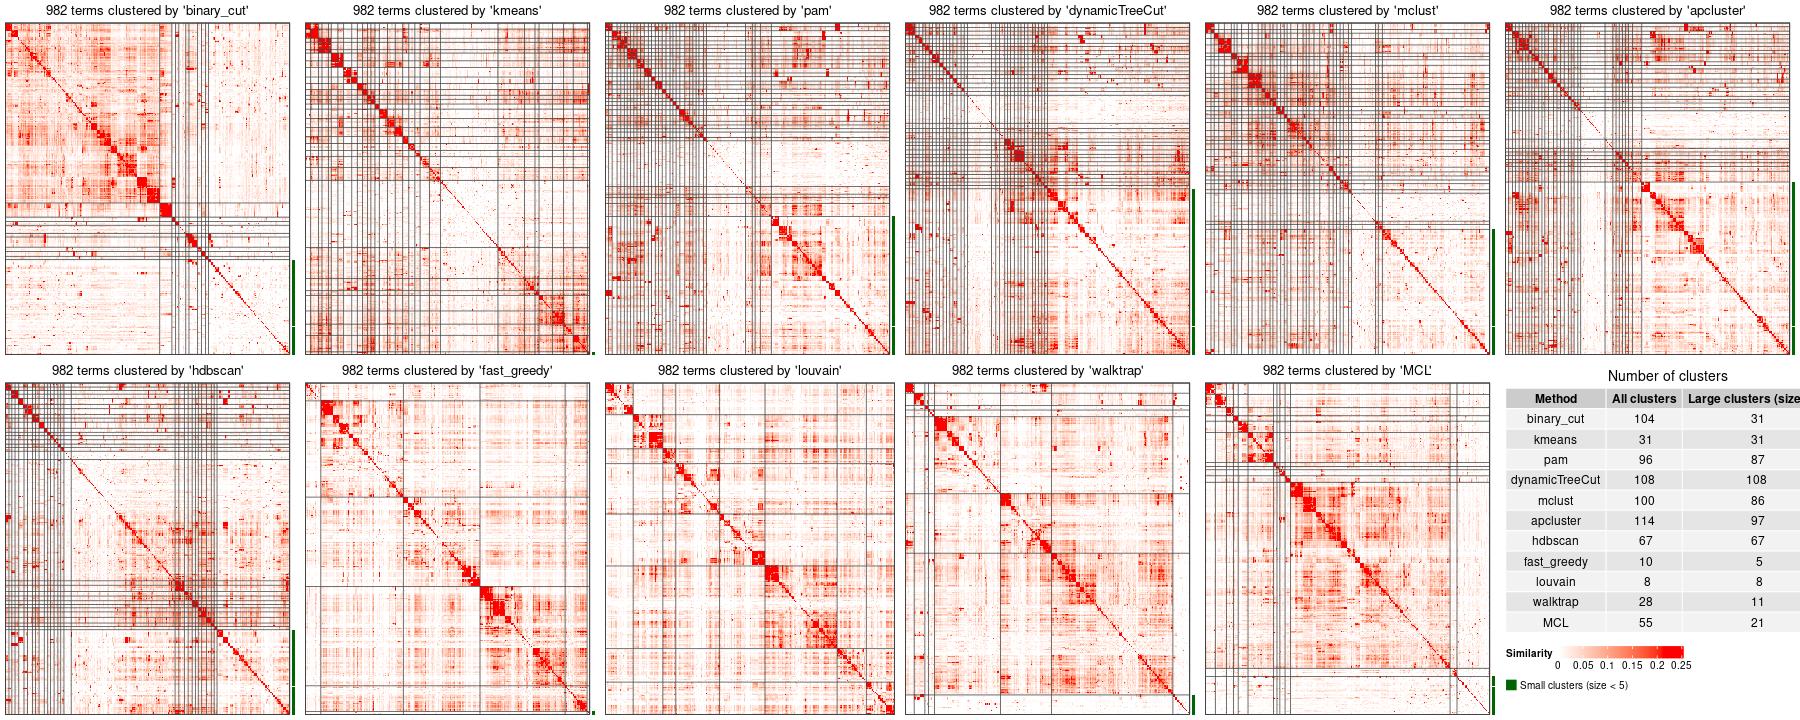 982 terms clustered by 'binary_cut'
982 terms clustered by 'kmeans'
982 terms clustered by 'pam'
982 terms clustered by 'dynamicTreeCut'
982 terms clustered by 'mclust'
982 terms clustered by 'apcluster'
982 terms clustered by 'hdbscan'
982 terms clustered by 'fast_greedy'
982 terms clustered by 'louvain'
982 terms clustered by 'walktrap'
982 terms clustered by 'MCL'
Number of clusters
Method All clusters Large clusters (size
binary_cut 104 31
kmeans 31 31
pam 96 87
dynamicTreeCut 108 108
mclust 100 86
apcluster 114 97
hdbscan 67 67
fast_greedy 10 5
louvain 8 8
walktrap 28 11
MCL 55 21
Similarity
0 0.05 0.1 0.15 0.2 0.25
Small clusters (size < 5)